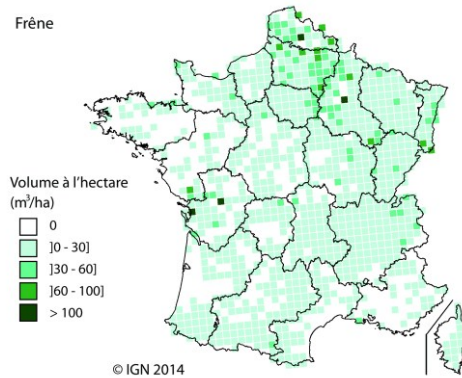 Frêne
Volume à l'hectare
(m³/ha)
0
]0 - 30]
]30 - 60]
]60 - 100]
> 100
© IGN 2014